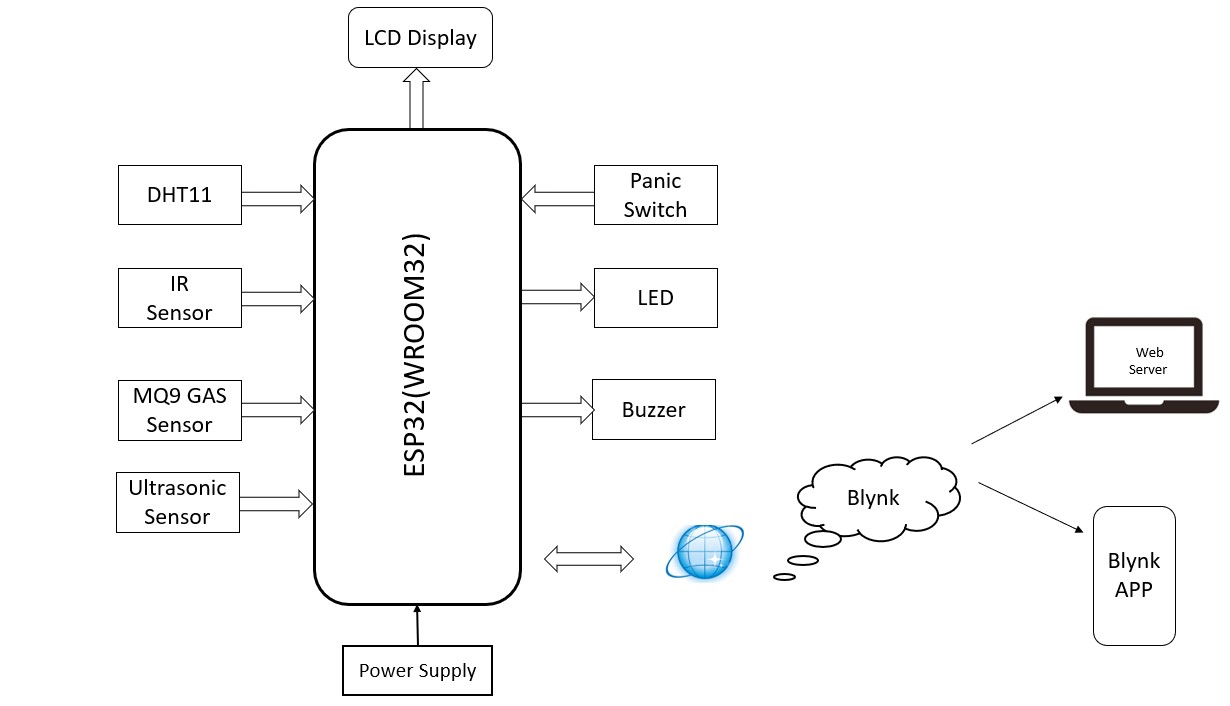 LCD Display
DHT11
IR
Sensor
MQ9 GAS
Sensor
Ultrasonic
Sensor
ESP32(WROOM32)
Panic
Switch
LED
Buzzer
Power Supply
Blynk
Web
Server
Blynk
APP